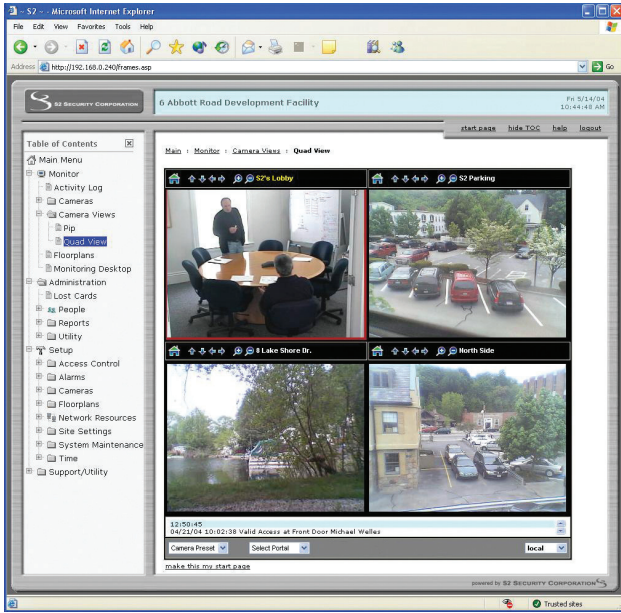 - S2 - - Microsoft Internet Explorer
File Edit View Favorites Tools Help
Address http://192.168.0.240/frames.asp Go
S2 SECURITY CORPORATION
6 Abbott Road Development Facility
Fri 5/14/04
10:44:48 AM
start page hide TOC help logout
Table of Contents
Main Menu
Monitor
Activity Log
Cameras
Camera Views
Pip
Quad View
Floorplans
Monitoring Desktop
Administration
Lost Cards
People
Reports
Utility
Setup
Access Control
Alarms
Cameras
Floorplans
Network Resources
Site Settings
System Maintenance
Time
Support/Utility
Main : Monitor : Camera Views : Quad View
S2's Lobby
S2 Parking
8 Lake Shore Dr.
North Side
12:50:45
04/21/04 10:02:38 Valid Access at Front Door Michael Welles
Camera Preset Select Portal local
make this my start page
powered by S2 SECURITY CORPORATION
Trusted sites